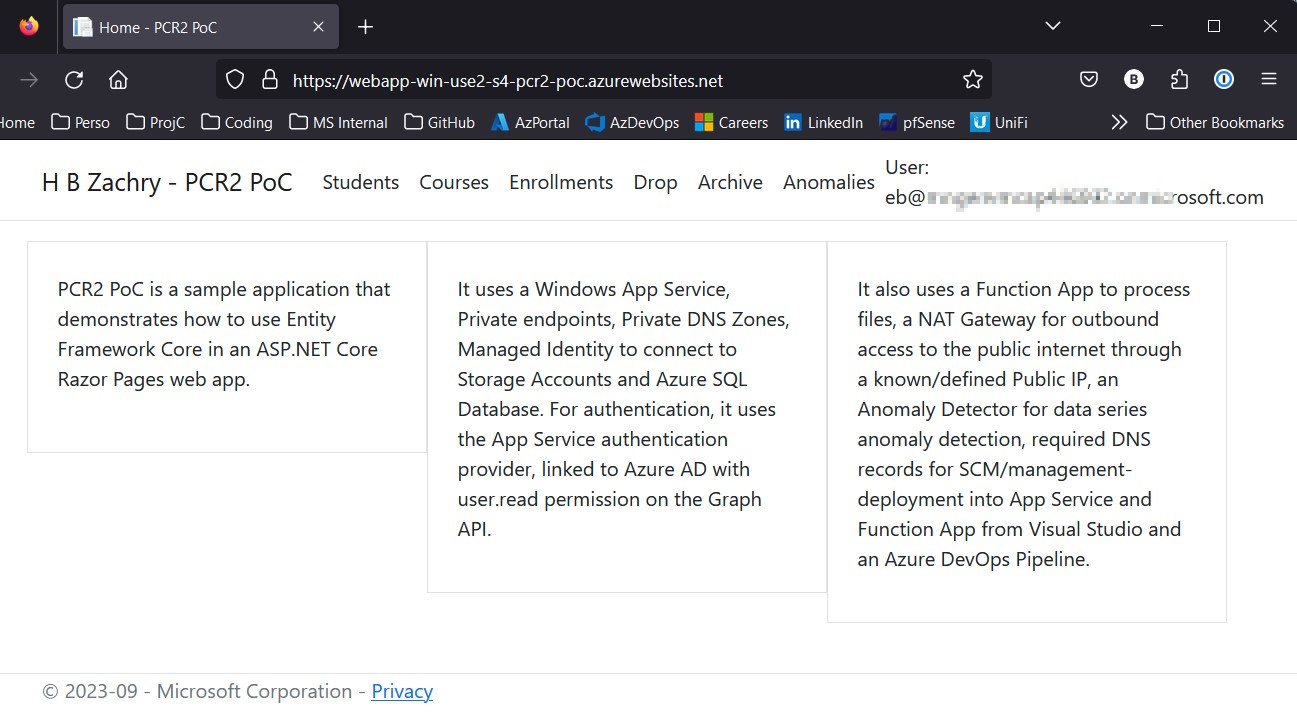 Home - PCR2 PoC
https://webapp-win-use2-s4-pcr2-poc.azurewebsites.net
Home Perso ProjC Coding MS Internal GitHub AzPortal AzDevOps Careers LinkedIn pfSense UniFi Other Bookmarks
H B Zachry - PCR2 PoC Students Courses Enrollments Drop Archive Anomalies
User:
eb@ rosoft.com
PCR2 PoC is a sample application that
demonstrates how to use Entity
Framework Core in an ASP.NET Core
Razor Pages web app.
It uses a Windows App Service,
Private endpoints, Private DNS Zones,
Managed Identity to connect to
Storage Accounts and Azure SQL
Database. For authentication, it uses
the App Service authentication
provider, linked to Azure AD with
user.read permission on the Graph
API.
It also uses a Function App to process
files, a NAT Gateway for outbound
access to the public internet through
a known/defined Public IP, an
Anomaly Detector for data series
anomaly detection, required DNS
records for SCM/management-
deployment into App Service and
Function App from Visual Studio and
an Azure DevOps Pipeline.
© 2023-09 - Microsoft Corporation - Privacy